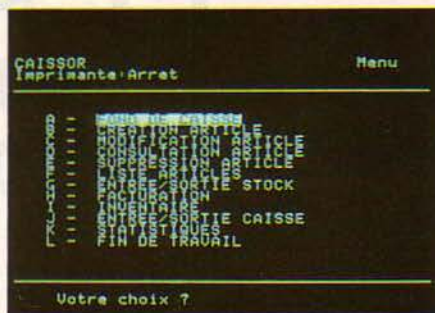 CAISSOR Menu
Imprimante:Arret
A - FOND DE CAISSE
B - CREATION ARTICLE
C - MODIFICATION ARTICLE
D - CONSULTATION ARTICLE
E - SUPPRESSION ARTICLE
F - LISTE ARTICLES
G - ENTREE/SORTIE STOCK
H - FACTURATION
I - INVENTAIRE
J - ENTREE/SORTIE CAISSE
K - STATISTIQUES
L - FIN DE TRAVAIL
Votre choix ?